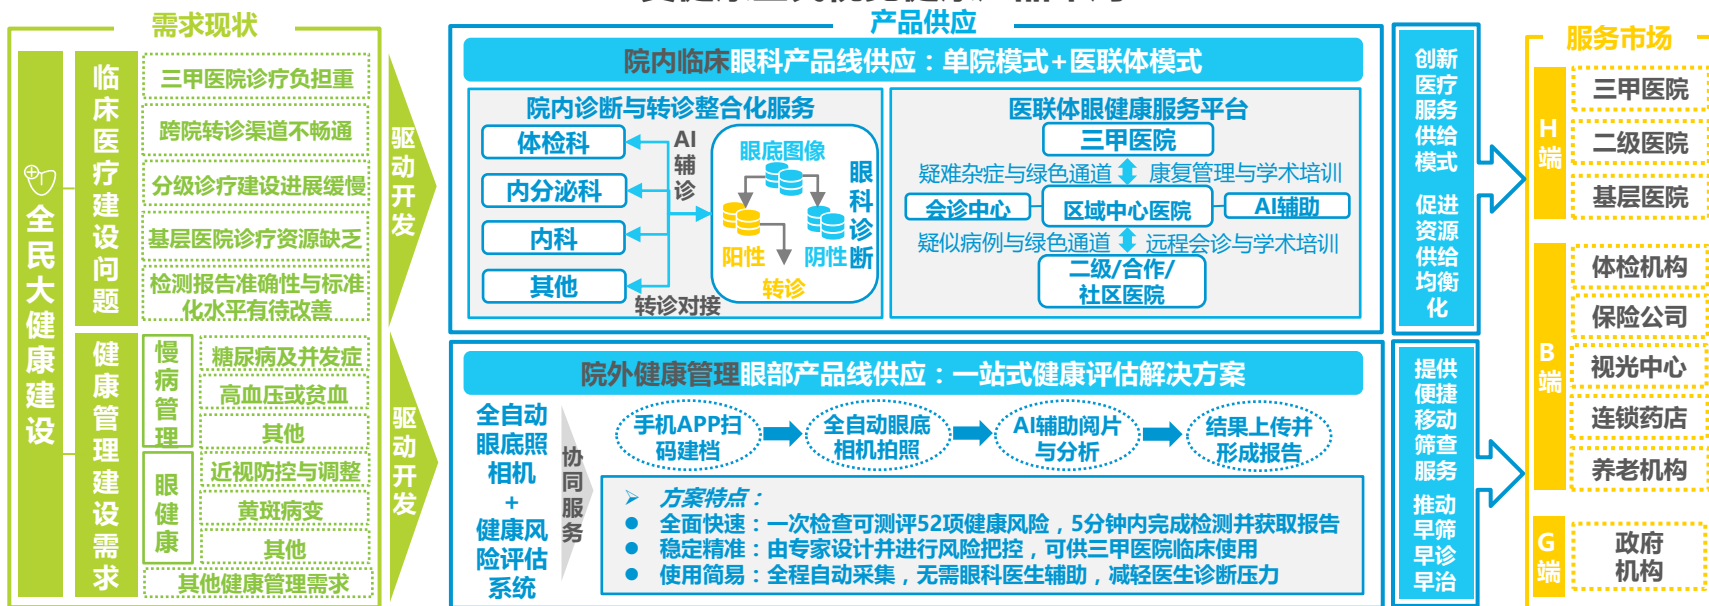 需求现状
全民大健康建设
临床医疗建设问题
三甲医院诊疗负担重
跨院转诊渠道不畅通
分级诊疗建设进展缓慢
基层医院诊疗资源缺乏
检测报告准确性与标准
化水平有待改善
健康管理建设需求
慢病管理
糖尿病及并发症
高血压或贫血
其他
眼健康
近视防控与调整
黄斑病变
其他
其他健康管理需求
驱动开发
驱动开发
产品供应
院内临床眼科产品线供应：单院模式+医联体模式
院内诊断与转诊整合化服务
体检科
内分泌科
内科
其他
AI辅诊
转诊对接
眼底图像
阳性
阴性
转诊
眼科诊断
医联体眼健康服务平台
三甲医院
疑难杂症与绿色通道
康复管理与学术培训
会诊中心
区域中心医院
AI辅助
疑似病例与绿色通道
远程会诊与学术培训
二级/合作/
社区医院
院外健康管理眼部产品线供应：一站式健康评估解决方案
全自动
眼底照
相机
+
健康风
险评估
系统
协同服务
手机APP扫
码建档
全自动眼底
相机拍照
AI辅助阅片
与分析
结果上传并
形成报告
方案特点：
全面快速：一次检查可测评52项健康风险，5分钟内完成检测并获取报告
稳定精准：由专家设计并进行风险把控，可供三甲医院临床使用
使用简易：全程自动采集，无需眼科医生辅助，减轻医生诊断压力
创新
医疗
服务
供给
模式
促进
资源
供给
均衡
化
提供
便捷
移动
筛查
服务
推动
早筛
早诊
早治
服务市场
H端
三甲医院
二级医院
基层医院
B端
体检机构
保险公司
视光中心
连锁药店
养老机构
G端
政府
机构